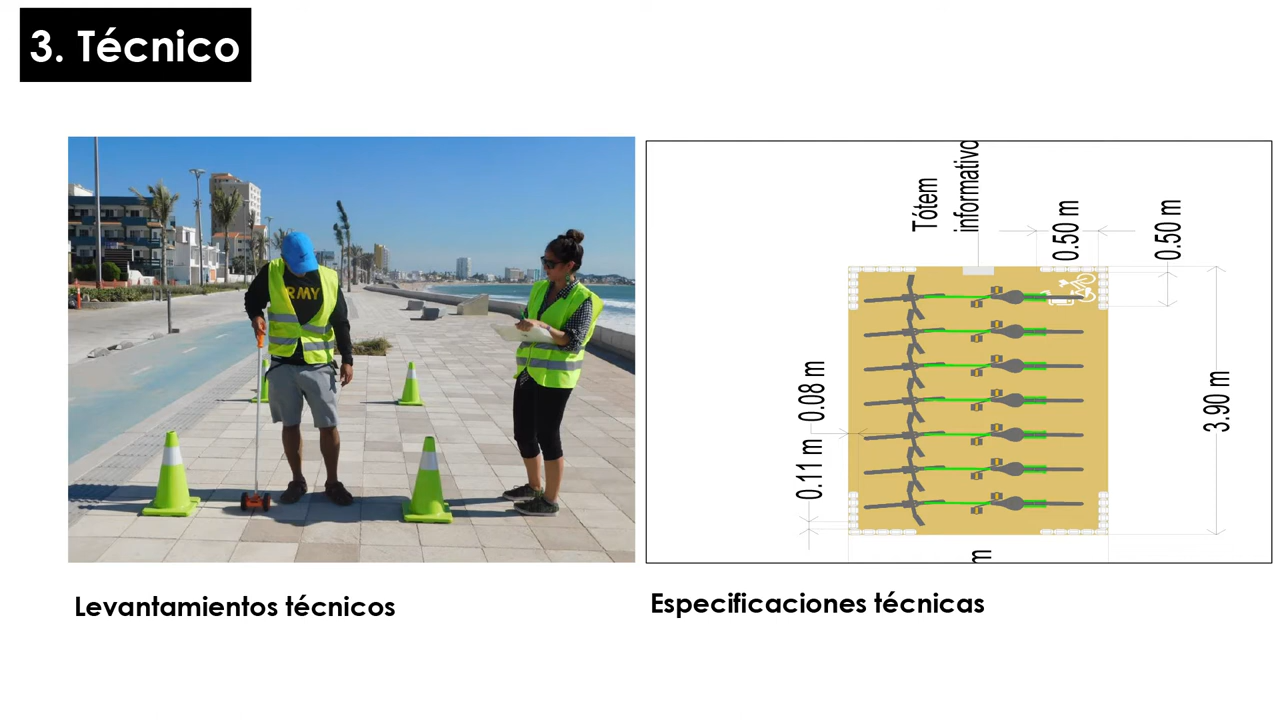 3. Técnico
RMY
Tótem
informativo
0.50 m
0.50 m
0.08 m
0.11 m
3.90 m
m
Levantamientos técnicos
Especificaciones técnicas